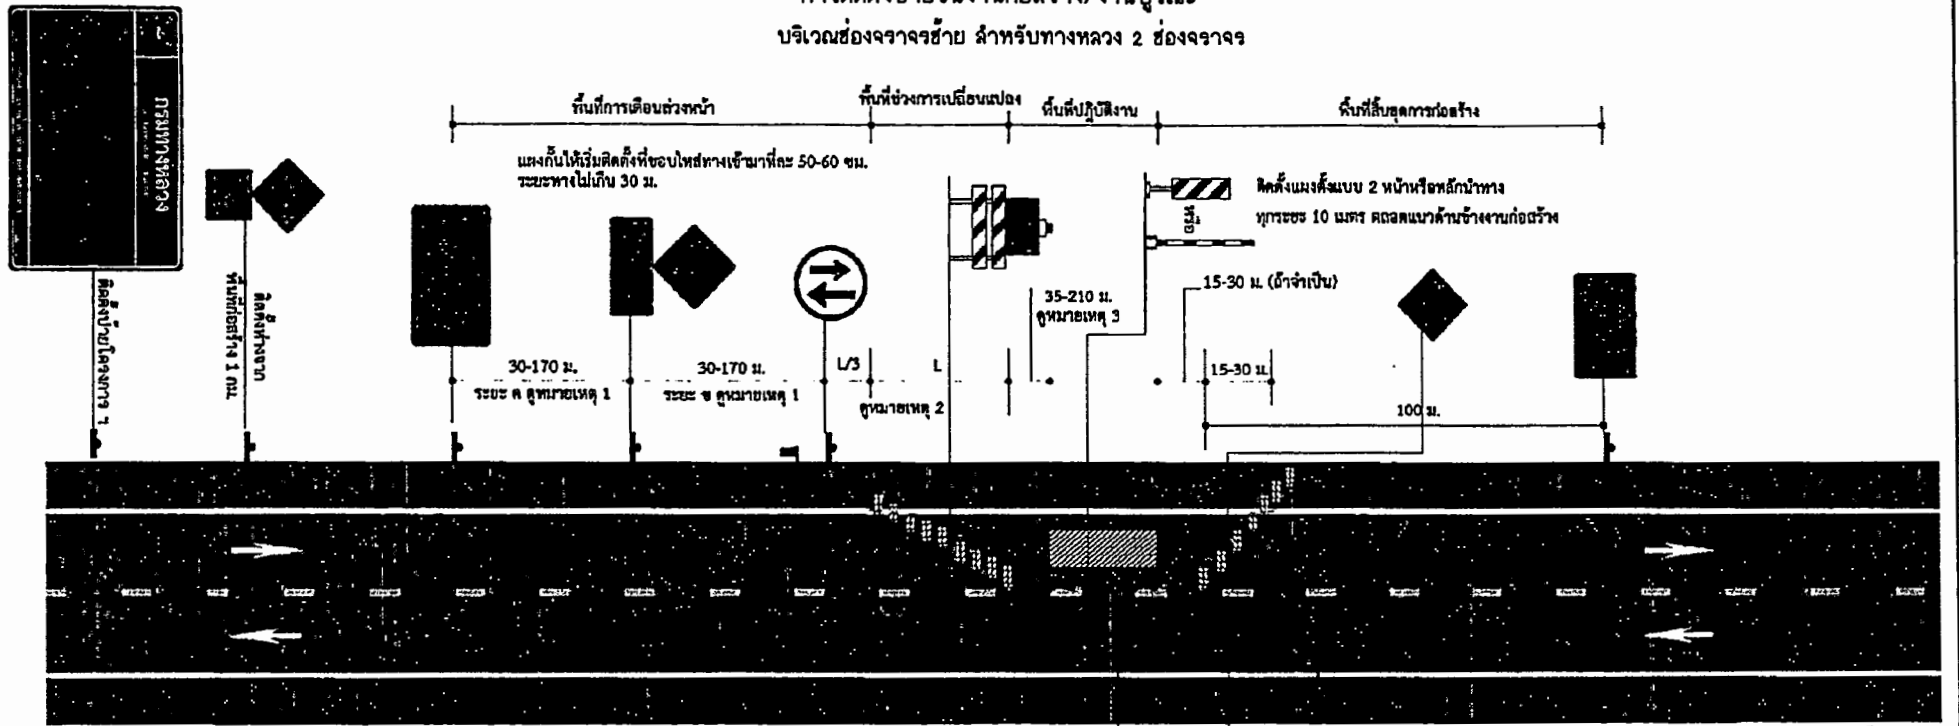 บริเวณช่องจราจรซ้าย สำหรับทางหลวง 2 ช่องจราจร
พื้นที่การเตือนล่วงหน้า
พื้นที่ช่วงการเปลี่ยนแปลง
พื้นที่ปฏิบัติงาน
พื้นที่สิ้นสุดการก่อสร้าง
แผงกั้นให้เริ่มติดตั้งที่ขอบไหล่ทางเข้ามาทีละ 50-60 ซม.
ระยะทางไม่เกิน 30 ม.
กรมทางหลวง
ติดตั้งแผงตั้งแบบ 2 หน้าหรือหลักนำทาง
ทุกระยะ 10 เมตร ตลอดแนวด้านข้างงานก่อสร้าง
หรือ
ติดตั้งป้ายโครงการ ฯ
ติดตั้งห่างจาก
พื้นที่ก่อสร้าง 1 กม.
15-30 ม. (ถ้าจำเป็น)
35-210 ม.
ดูหมายเหตุ 3
30-170 ม.
ระยะ ค ดูหมายเหตุ 1
30-170 ม.
ระยะ ข ดูหมายเหตุ 1
L/3
L
ดูหมายเหตุ 2
15-30 ม.
100 ม.